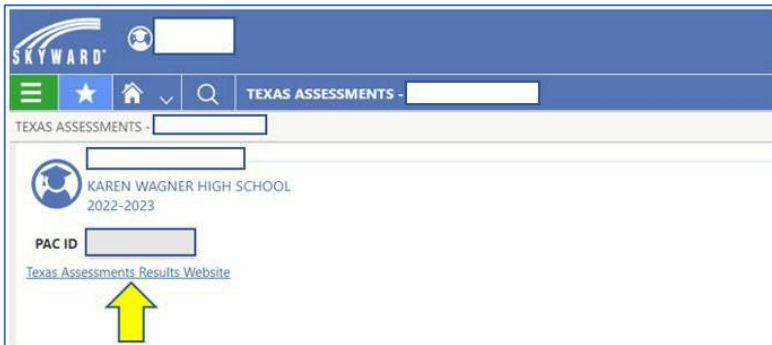 SKYWARD
TEXAS ASSESSMENTS -
TEXAS ASSESSMENTS -
KAREN WAGNER HIGH SCHOOL
2022-2023
PAC ID
Texas Assessments Results Website